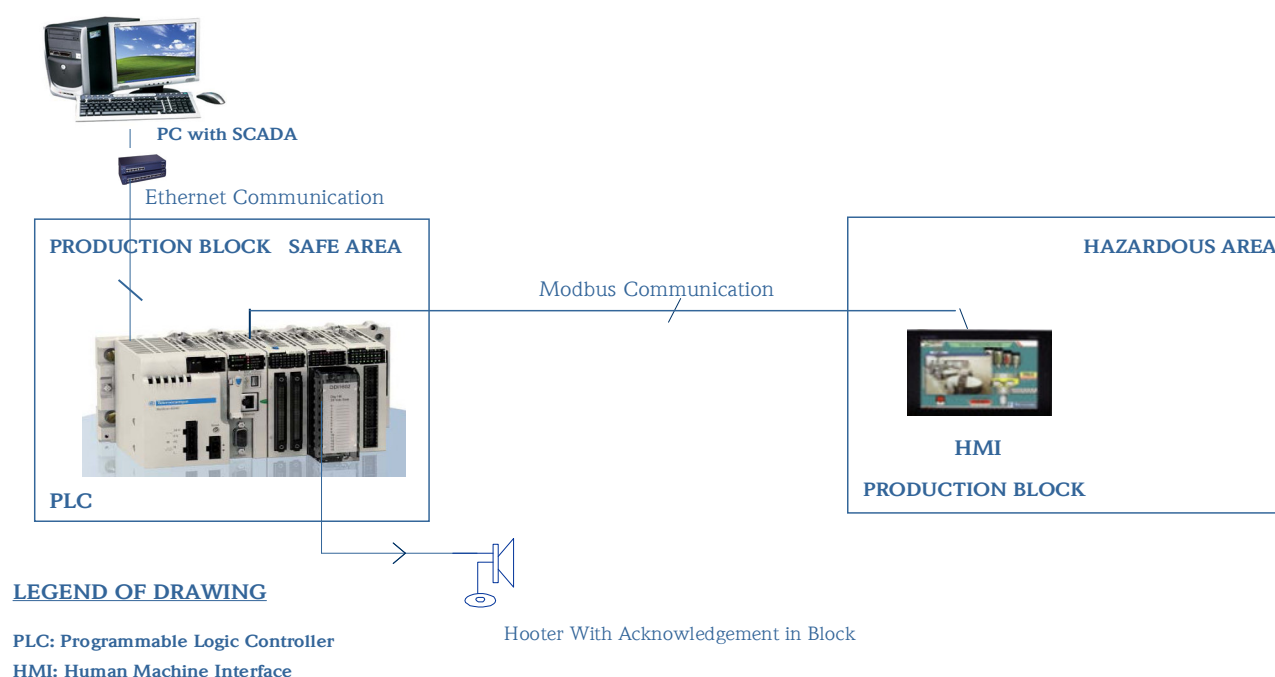 PC with SCADA
Ethernet Communication
PRODUCTION BLOCK SAFE AREA
HAZARDOUS AREA
Modbus Communication
HMI
PRODUCTION BLOCK
PLC
LEGEND OF DRAWING
Hooter With Acknowledgement in Block
PLC: Programmable Logic Controller
HMI: Human Machine Interface